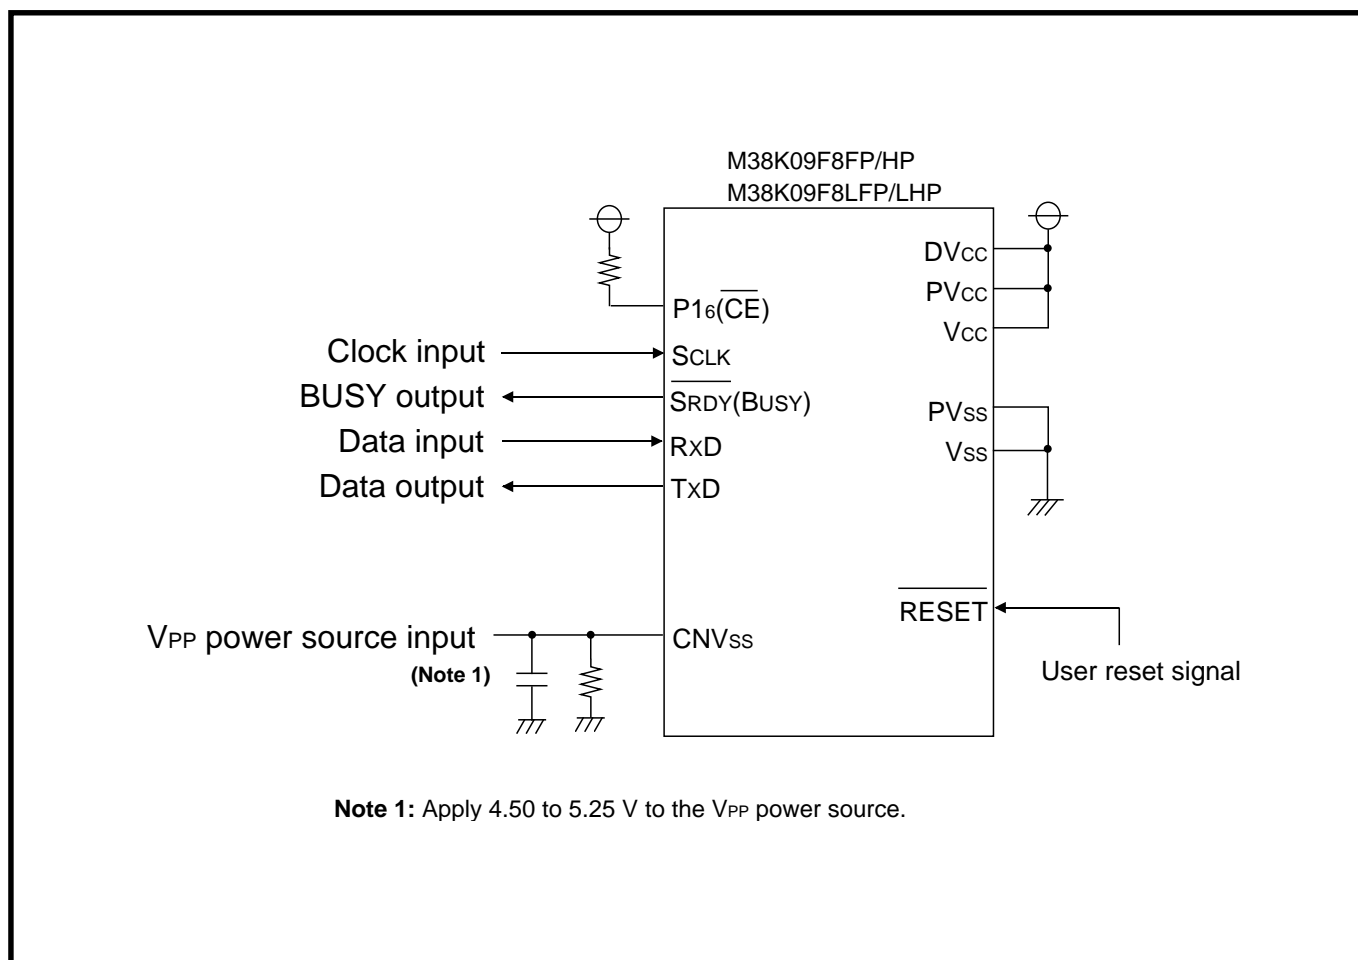 M38K09F8FP/HP
M38K09F8LFP/LHP
DVCC
PVCC
P16(CE)
VCC
Clock input
SCLK
BUSY output
SRDY(BUSY)
PVSS
Data input
RXD
VSS
Data output
TXD
RESET
VPP power source input
CNVSS
(Note 1)
User reset signal
Note 1: Apply 4.50 to 5.25 V to the VPP power source.